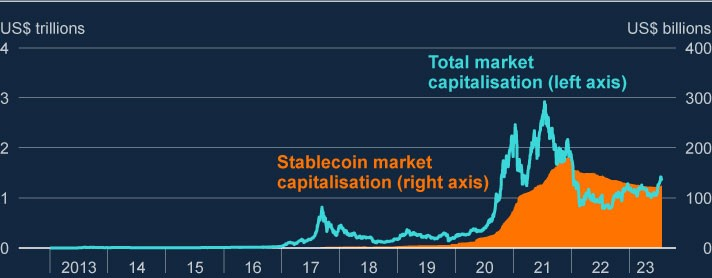 US$ trillions US$ billions
4 400
Total market
capitalisation (left axis)
3 300
2 200
Stablecoin market
capitalisation (right axis)
1 100
0 0
2013 14 15 16 17 18 19 20 21 22 23